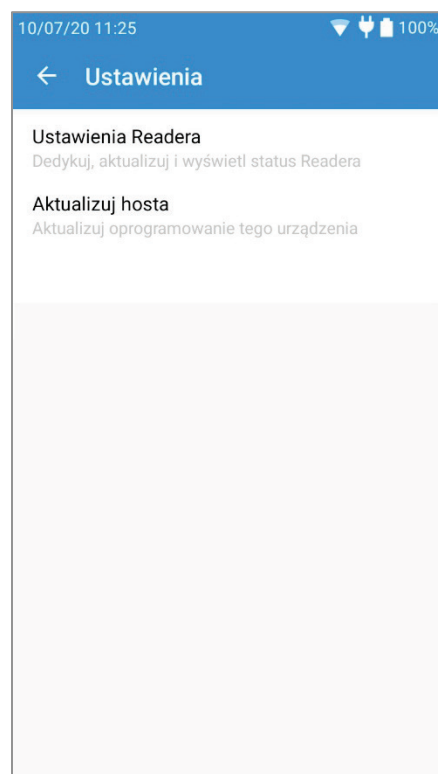 10/07/20 11:25 100%
Ustawienia
Ustawienia Readera
Dedykuj, aktualizuj i wyświetl status Readera
Aktualizuj hosta
Aktualizuj oprogramowanie tego urządzenia